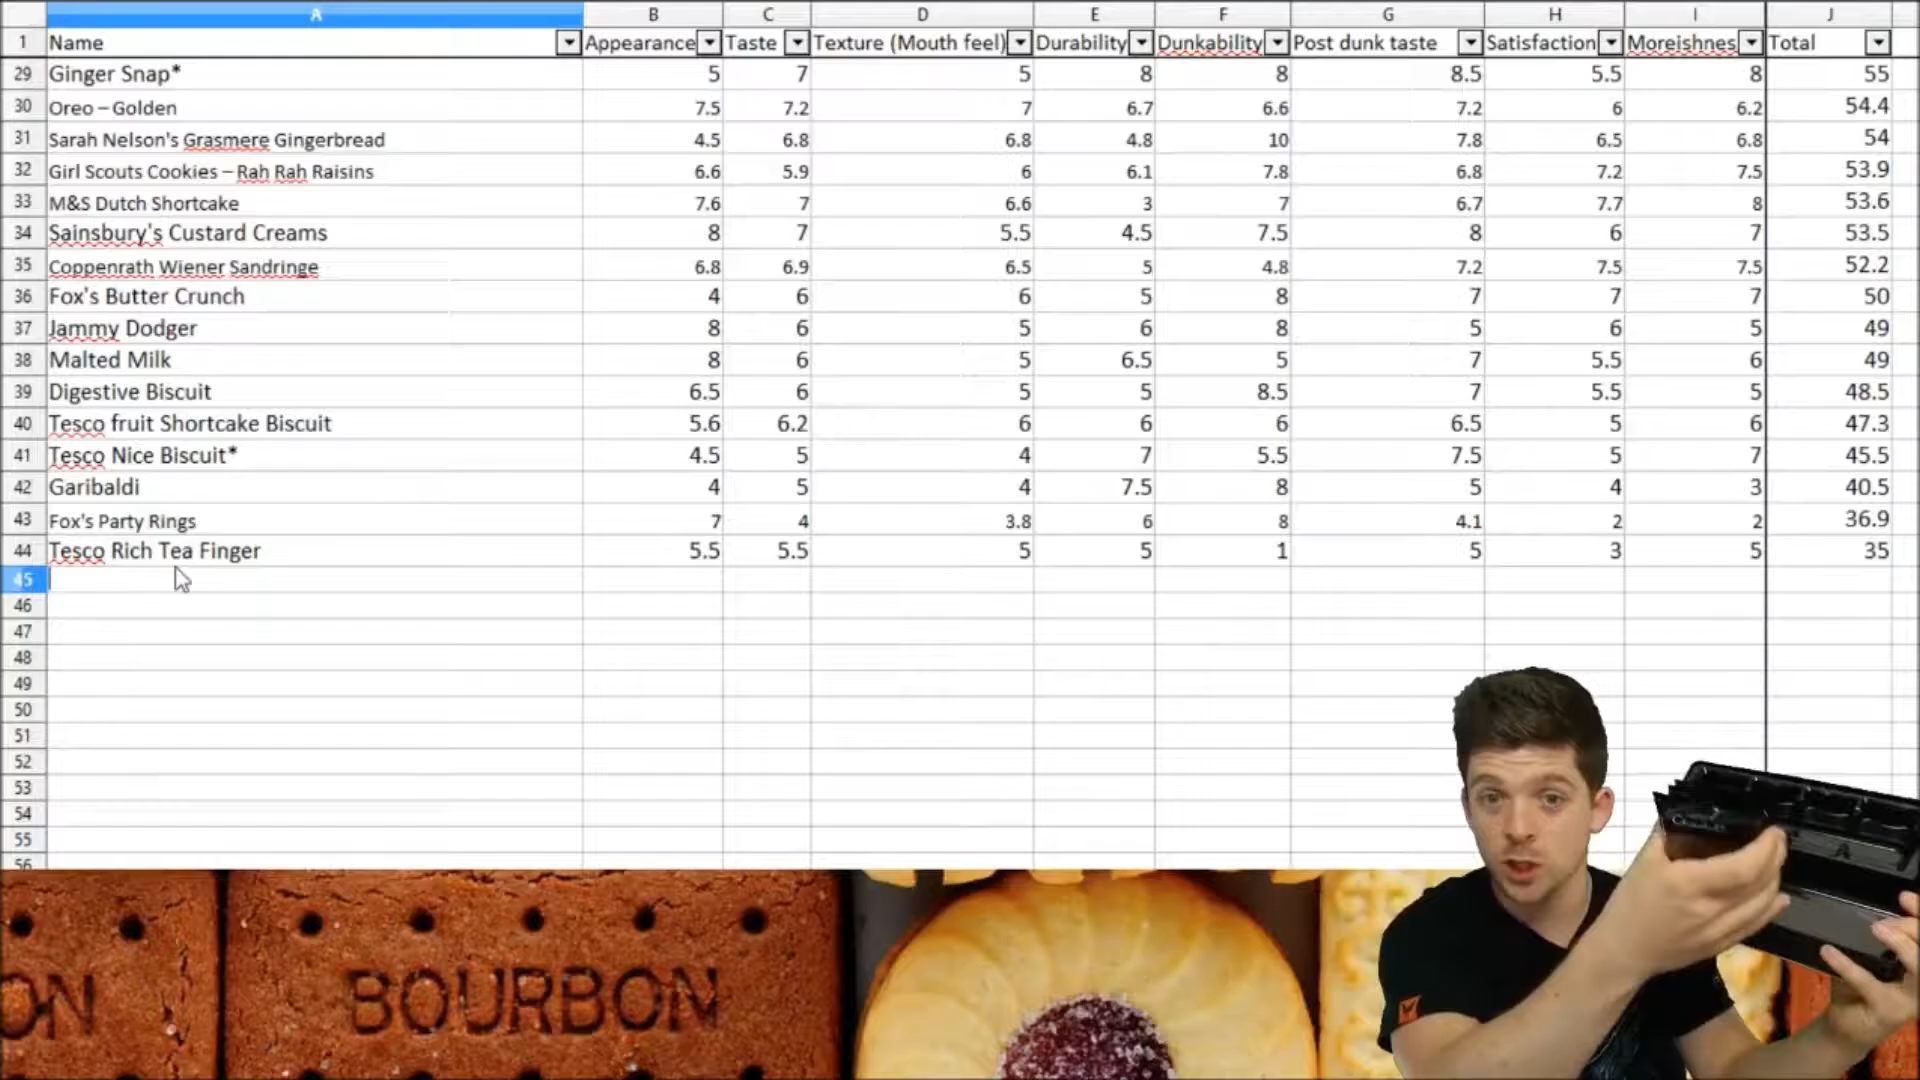 A B C D E F G H I J
1 Name Appearance Taste Texture (Mouth feel) Durability Dunkability Post dunk taste Satisfaction Moreishnes Total
29 Ginger Snap* 5 7 5 8 8 8.5 5.5 8 55
30 Oreo – Golden 7.5 7.2 7 6.7 6.6 7.2 6 6.2 54.4
31 Sarah Nelson's Grasmere Gingerbread 4.5 6.8 6.8 4.8 10 7.8 6.5 6.8 54
32 Girl Scouts Cookies – Rah Rah Raisins 6.6 5.9 6 6.1 7.8 6.8 7.2 7.5 53.9
33 M&S Dutch Shortcake 7.6 7 6.6 3 7 6.7 7.7 8 53.6
34 Sainsbury's Custard Creams 8 7 5.5 4.5 7.5 8 6 7 53.5
35 Coppenrath Wiener Sandringe 6.8 6.9 6.5 5 4.8 7.2 7.5 7.5 52.2
36 Fox's Butter Crunch 4 6 6 5 8 7 7 7 50
37 Jammy Dodger 8 6 5 6 8 5 6 5 49
38 Malted Milk 8 6 5 6.5 5 7 5.5 6 49
39 Digestive Biscuit 6.5 6 5 5 8.5 7 5.5 5 48.5
40 Tesco fruit Shortcake Biscuit 5.6 6.2 6 6 6 6.5 5 6 47.3
41 Tesco Nice Biscuit* 4.5 5 4 7 5.5 7.5 5 7 45.5
42 Garibaldi 4 5 4 7.5 8 5 4 3 40.5
43 Fox's Party Rings 7 4 3.8 6 8 4.1 2 2 36.9
44 Tesco Rich Tea Finger 5.5 5.5 5 5 1 5 3 5 35
45
46
47
48
49
50
51
52
53
54
55
56
ON BOURBON